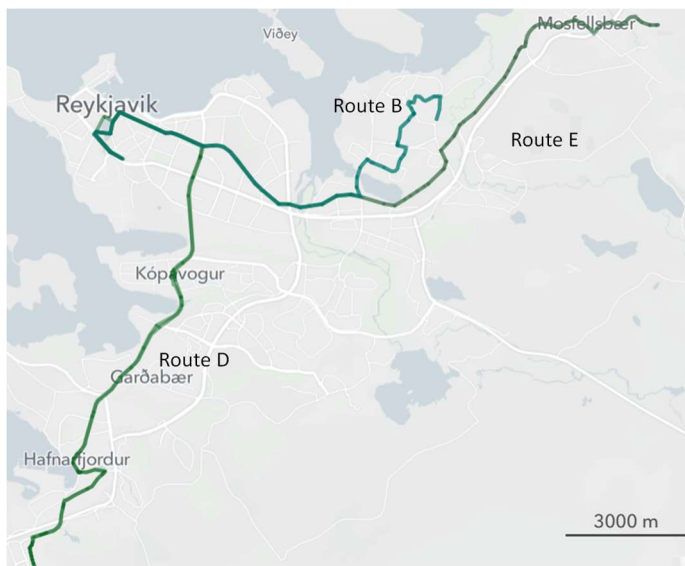 Mosfellsbær
Viðey
Reykjavik
Route B
Route E
Kópavogur
Route D
Garðabær
Hafnarfjordur
3000 m